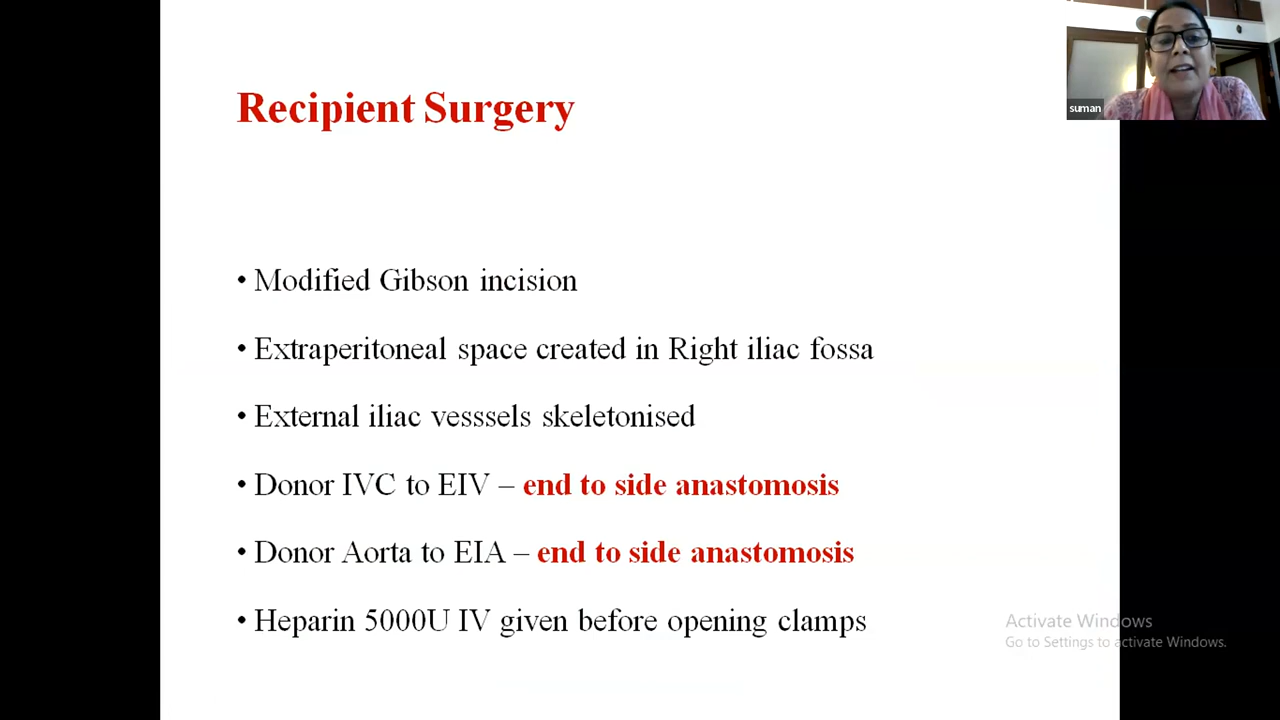 suman
Recipient Surgery
• Modified Gibson incision
• Extraperitoneal space created in Right iliac fossa
• External iliac vesssels skeletonised
• Donor IVC to EIV – end to side anastomosis
• Donor Aorta to EIA – end to side anastomosis
• Heparin 5000U IV given before opening clamps
Activate Windows
Go to Settings to activate Windows.